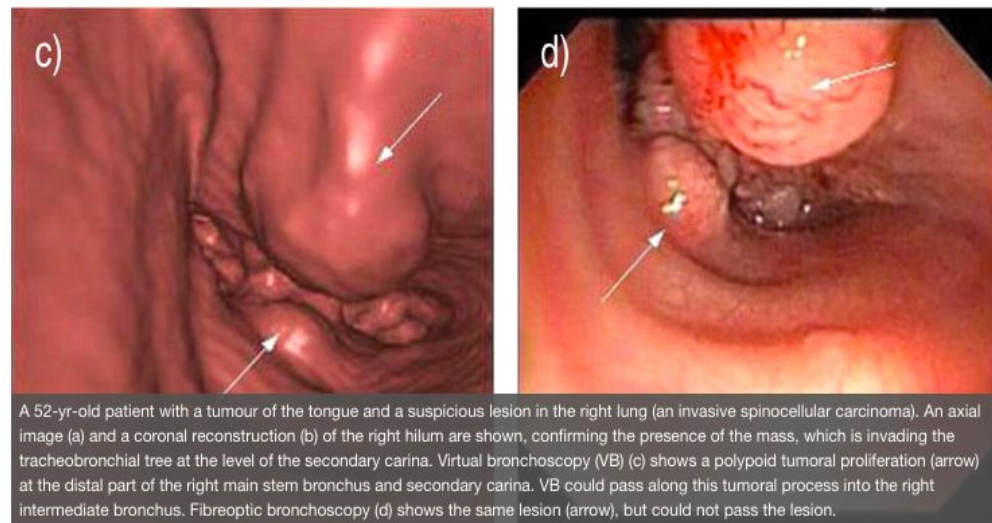 c)
d)
A 52-yr-old patient with a tumour of the tongue and a suspicious lesion in the right lung (an invasive spinocellular carcinoma). An axial
image (a) and a coronal reconstruction (b) of the right hilum are shown, confirming the presence of the mass, which is invading the
tracheobronchial tree at the level of the secondary carina. Virtual bronchoscopy (VB) (c) shows a polypoid tumoral proliferation (arrow)
at the distal part of the right main stem bronchus and secondary carina. VB could pass along this tumoral process into the right
intermediate bronchus. Fibreoptic bronchoscopy (d) shows the same lesion (arrow), but could not pass the lesion.